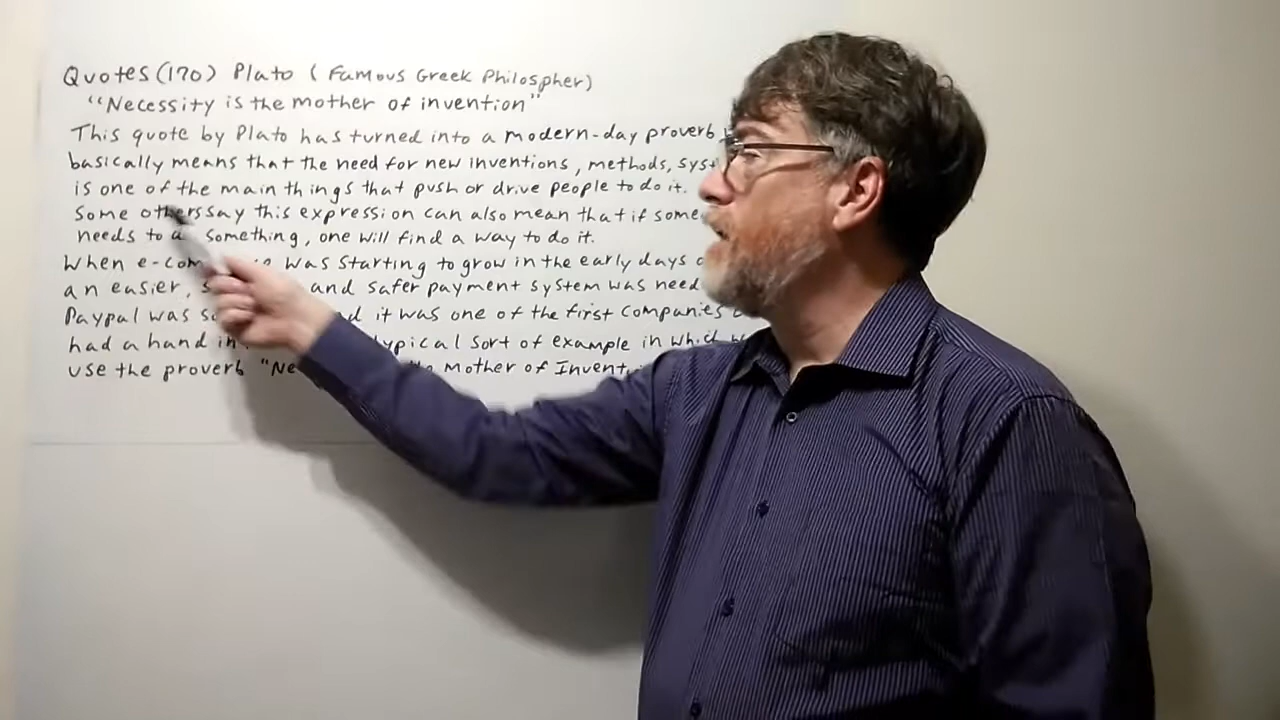 Quotes (170) Plato ( Famous Greek Philospher)
"Necessity is the mother of invention"
This quote by Plato has turned into a modern-day proverb
basically means that the need for new inventions, methods,
is one of the main things that push or drive people to do it.
Some others say this expression can also mean that if
needs to something, one will find a way to do it.
When was starting to grow in the early days
an easier, and safer payment system was
Paypal was it was one of the first companies
had a hand in typical sort of example in which
use the proverb Mother of